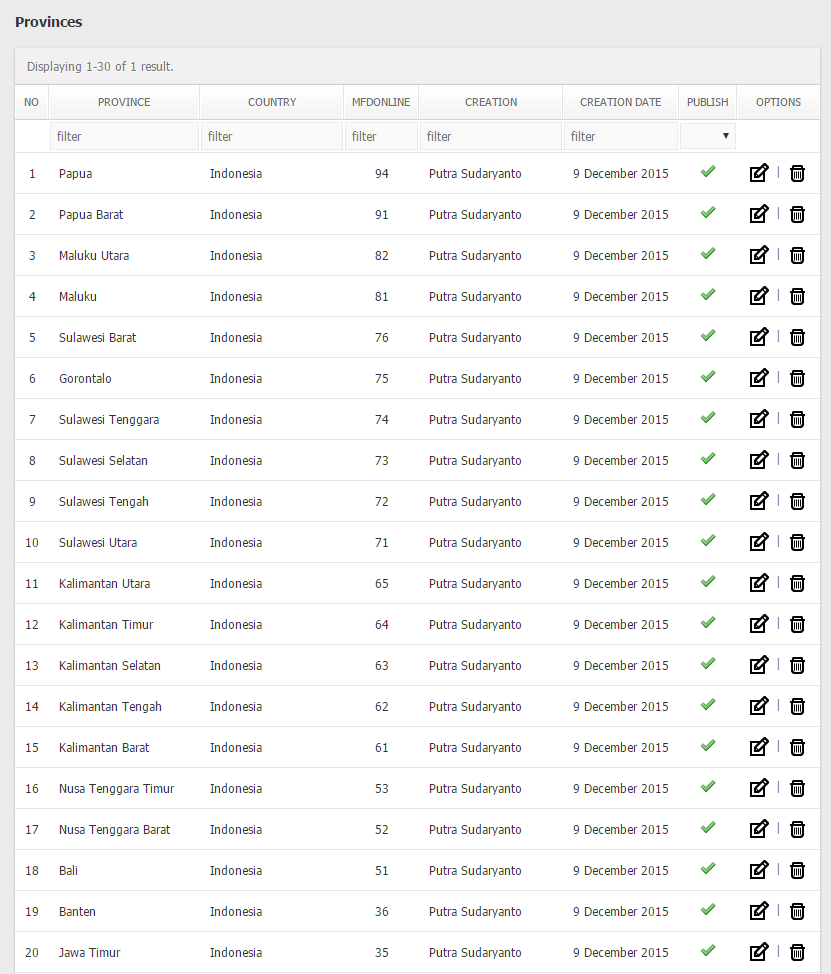 Provinces
Displaying 1-30 of 1 result.
NO PROVINCE COUNTRY MFDONLINE CREATION CREATION DATE PUBLISH OPTIONS
filter filter filter filter filter
1 Papua Indonesia 94 Putra Sudaryanto 9 December 2015 |
2 Papua Barat Indonesia 91 Putra Sudaryanto 9 December 2015 |
3 Maluku Utara Indonesia 82 Putra Sudaryanto 9 December 2015 |
4 Maluku Indonesia 81 Putra Sudaryanto 9 December 2015 |
5 Sulawesi Barat Indonesia 76 Putra Sudaryanto 9 December 2015 |
6 Gorontalo Indonesia 75 Putra Sudaryanto 9 December 2015 |
7 Sulawesi Tenggara Indonesia 74 Putra Sudaryanto 9 December 2015 |
8 Sulawesi Selatan Indonesia 73 Putra Sudaryanto 9 December 2015 |
9 Sulawesi Tengah Indonesia 72 Putra Sudaryanto 9 December 2015 |
10 Sulawesi Utara Indonesia 71 Putra Sudaryanto 9 December 2015 |
11 Kalimantan Utara Indonesia 65 Putra Sudaryanto 9 December 2015 |
12 Kalimantan Timur Indonesia 64 Putra Sudaryanto 9 December 2015 |
13 Kalimantan Selatan Indonesia 63 Putra Sudaryanto 9 December 2015 |
14 Kalimantan Tengah Indonesia 62 Putra Sudaryanto 9 December 2015 |
15 Kalimantan Barat Indonesia 61 Putra Sudaryanto 9 December 2015 |
16 Nusa Tenggara Timur Indonesia 53 Putra Sudaryanto 9 December 2015 |
17 Nusa Tenggara Barat Indonesia 52 Putra Sudaryanto 9 December 2015 |
18 Bali Indonesia 51 Putra Sudaryanto 9 December 2015 |
19 Banten Indonesia 36 Putra Sudaryanto 9 December 2015 |
20 Jawa Timur Indonesia 35 Putra Sudaryanto 9 December 2015 |